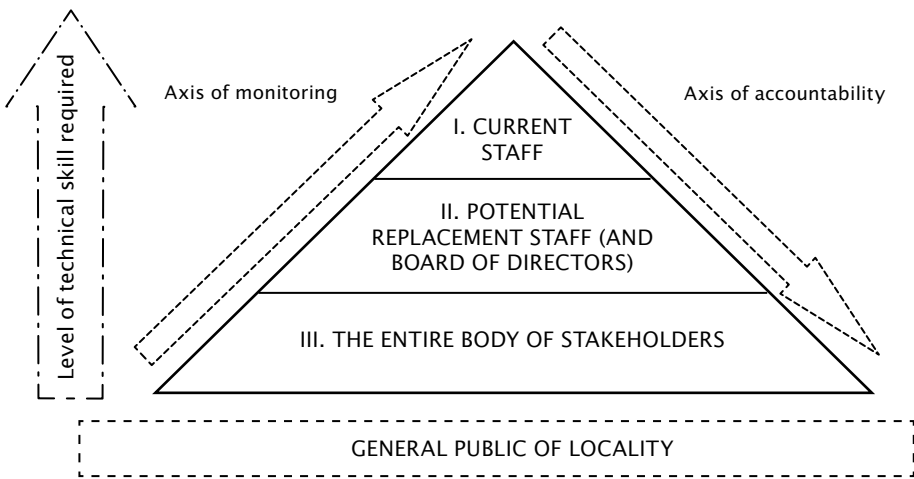 Level of technical skill required
Axis of monitoring
Axis of accountability
I. CURRENT
STAFF
II. POTENTIAL
REPLACEMENT STAFF (AND
BOARD OF DIRECTORS)
III. THE ENTIRE BODY OF STAKEHOLDERS
GENERAL PUBLIC OF LOCALITY